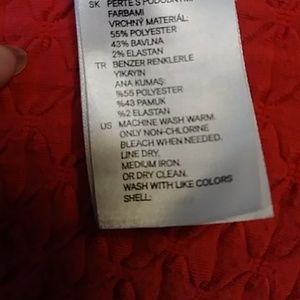 SK PERTE S PODOBNÝMI
FARBAMI
VRCHNÝ MATERIÁL:
55% POLYESTER
43% BAVLNA
2% ELASTAN
TR BENZER RENKLERLE
YIKAYIN
ANA KUMAŞ:
%55 POLYESTER
%43 PAMUK
%2 ELASTAN
US MACHINE WASH WARM.
ONLY NON-CHLORINE
BLEACH WHEN NEEDED.
LINE DRY.
MEDIUM IRON.
OR DRY CLEAN.
WASH WITH LIKE COLORS
SHELL: